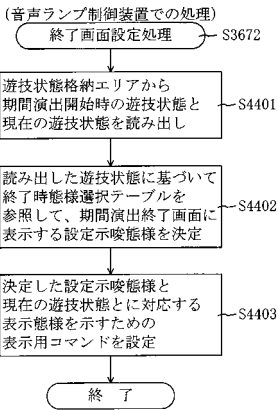 (音声ランプ制御装置での処理)
終了画面設定処理
S3672
遊技状態格納エリアから
期間演出開始時の遊技状態と
現在の遊技状態を読み出し
S4401
読み出した遊技状態に基づいて
終了時態様選択テーブルを
参照して、期間演出終了画面に
表示する設定示唆態様を決定
S4402
決定した設定示唆態様と
現在の遊技状態とに対応する
表示態様を示すための
表示用コマンドを設定
S4403
終了